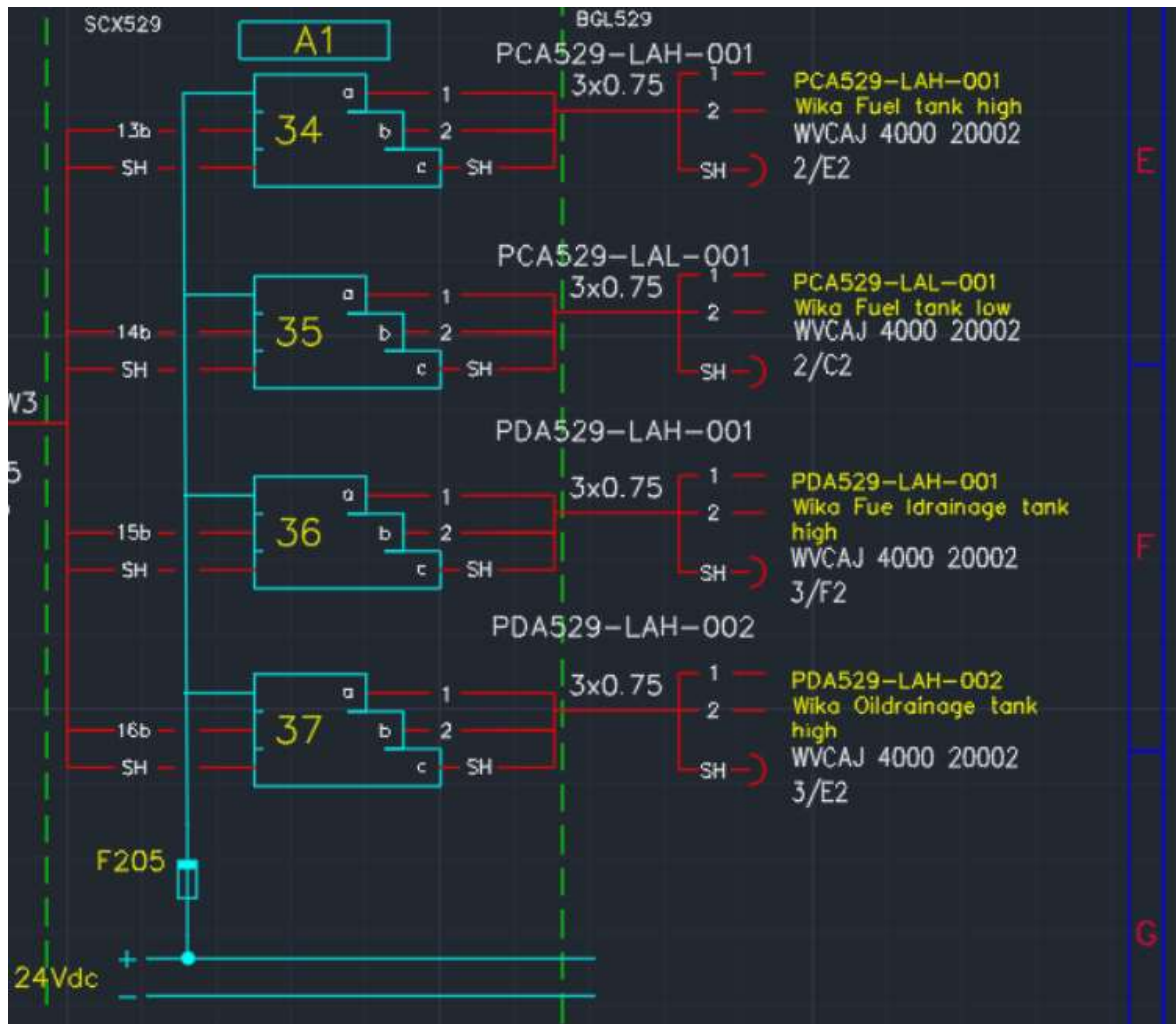 SCX529
BGL529
A1
PCA529-LAH-001
3x0.75
34
a
b
c
13b
SH
1
2
SH
1
2
SH
PCA529-LAH-001
Wika Fuel tank high
WVCAJ 4000 20002
2/E2
E
PCA529-LAL-001
3x0.75
35
a
b
c
14b
SH
1
2
SH
1
2
SH
PCA529-LAL-001
Wika Fuel tank low
WVCAJ 4000 20002
2/C2
W3
5
PDA529-LAH-001
3x0.75
36
a
b
c
15b
SH
1
2
SH
1
2
SH
PDA529-LAH-001
Wika Fue Idrainage tank
high
WVCAJ 4000 20002
3/F2
F
PDA529-LAH-002
3x0.75
37
a
b
c
16b
SH
1
2
SH
1
2
SH
PDA529-LAH-002
Wika Oildrainage tank
high
WVCAJ 4000 20002
3/E2
F205
G
+
24Vdc
−